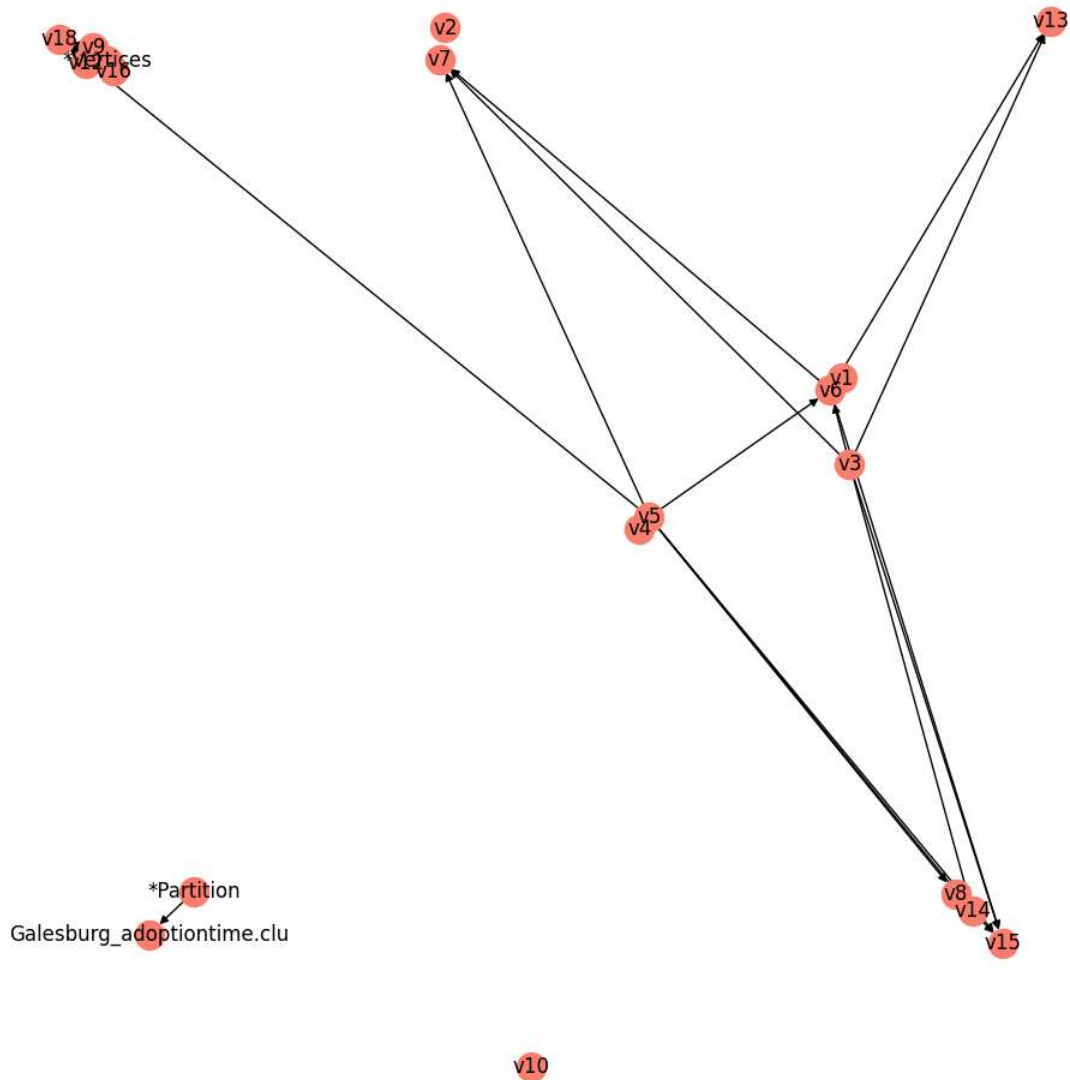 v2
v13
v18
v9
*Vertices
v12
v16
v7
v1
v6
v3
v5
v4
*Partition
v8
v14
Galesburg_adoptiontime.clu
v15
v10